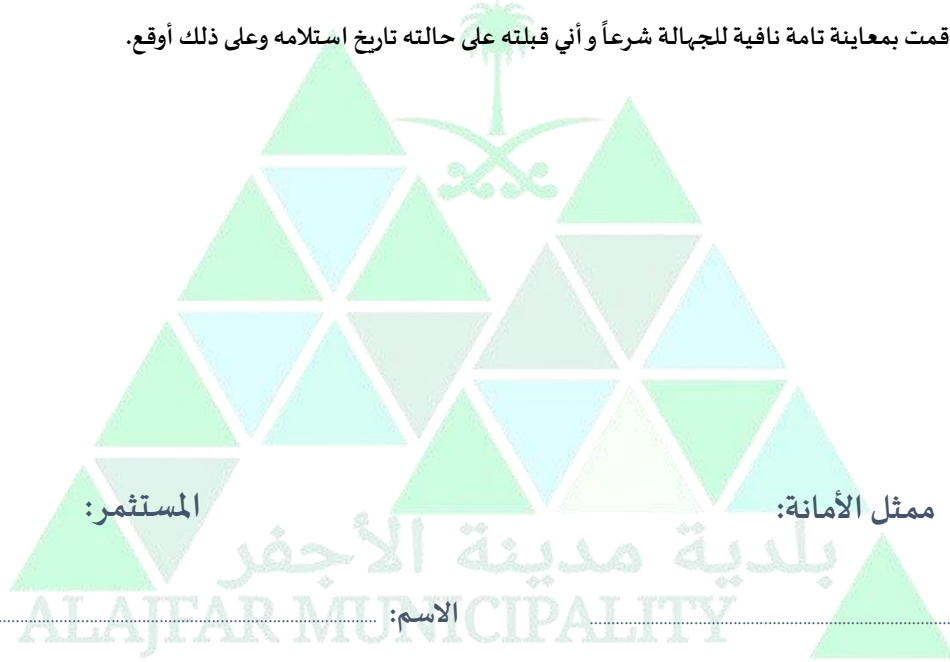 قمت بمعاينة تامة نافية للجهالة شرعاً و أني قبلته على حالته تاريخ استلامه وعلى ذلك أوقع.
ممثل الأمانة:
المستثمر:
بلدية مدينة الأجفر
ALAJFAR MUNICIPALITY
الاسم: